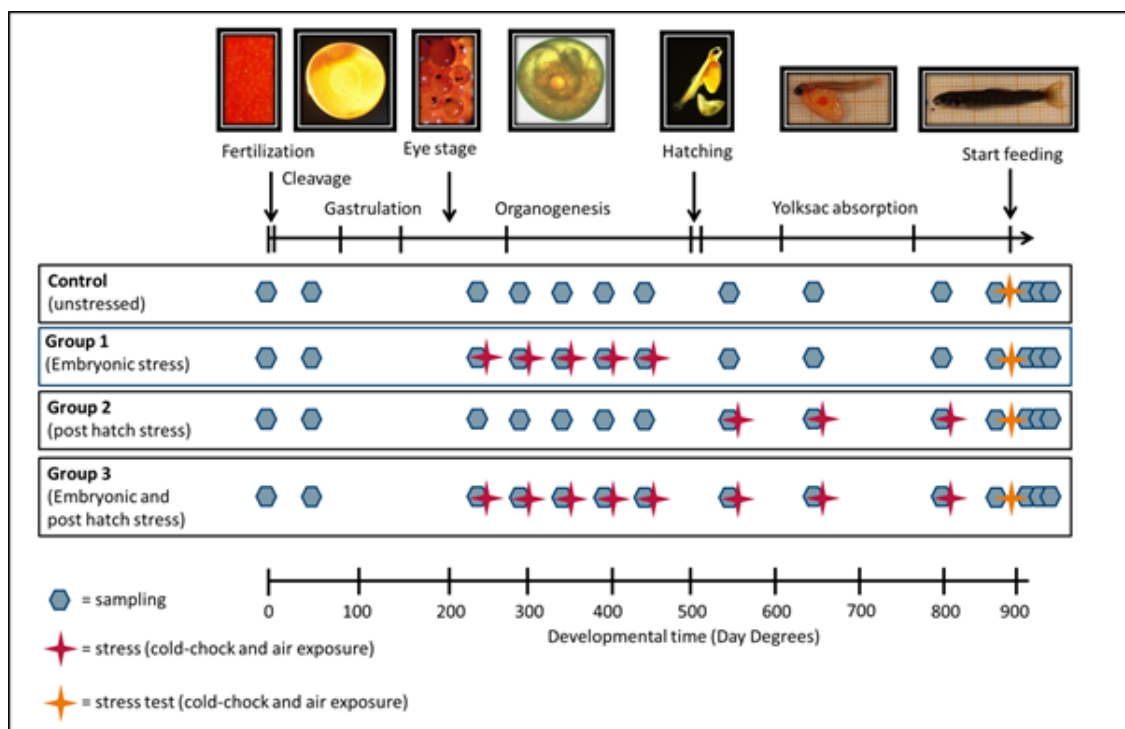 Fertilization
Eye stage
Hatching
Start feeding
Cleavage
Gastrulation
Organogenesis
Yolksac absorption
Control
(unstressed)
Group 1
(Embryonic stress)
Group 2
(post hatch stress)
Group 3
(Embryonic and
post hatch stress)
0 100 200 300 400 500 600 700 800 900
Developmental time (Day Degrees)
= sampling
= stress (cold-chock and air exposure)
= stress test (cold-chock and air exposure)